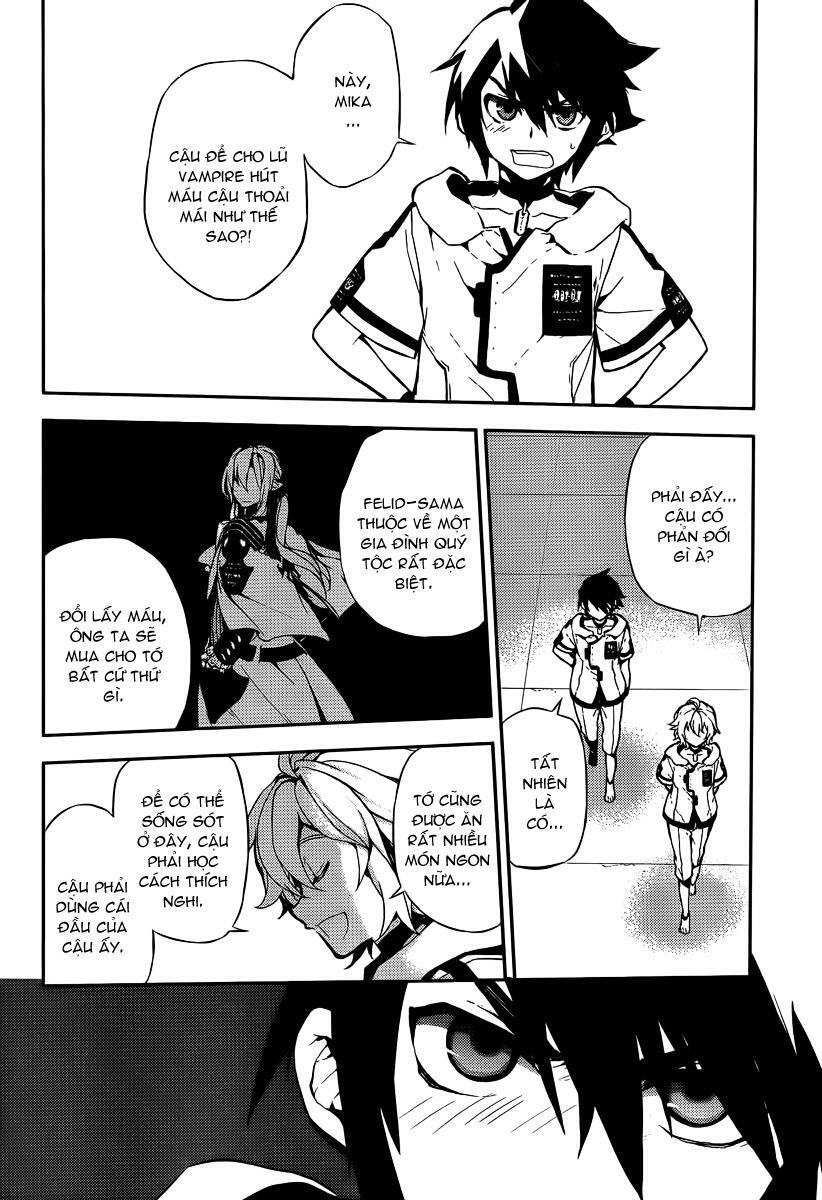 NÀY,
MIKA
...
CẬU ĐỂ CHO LŨ
VAMPIRE HÚT
MÁU CẬU THOẢI
MÁI NHƯ THẾ
SAO?!
PHẢI ĐẤY...
CẬU CÓ
PHẢN ĐỐI
GÌ À?
TẤT
NHIÊN
LÀ
CÓ...
FELID-SAMA
THUỘC VỀ MỘT
GIA ĐÌNH QUÝ
TỘC RẤT ĐẶC
BIỆT.
ĐỔI LẤY MÁU,
ÔNG TA SẼ
MUA CHO TỚ
BẤT CỨ THỨ
GÌ.
TỚ CŨNG
ĐƯỢC ĂN
RẤT NHIỀU
MÓN NGON
NỮA...
ĐỂ CÓ THỂ
SỐNG SÓT
Ở ĐÂY, CẬU
PHẢI HỌC
CÁCH THÍCH
NGHI.
CẬU PHẢI
DÙNG CÁI
ĐẦU CỦA
CẬU ẤY.